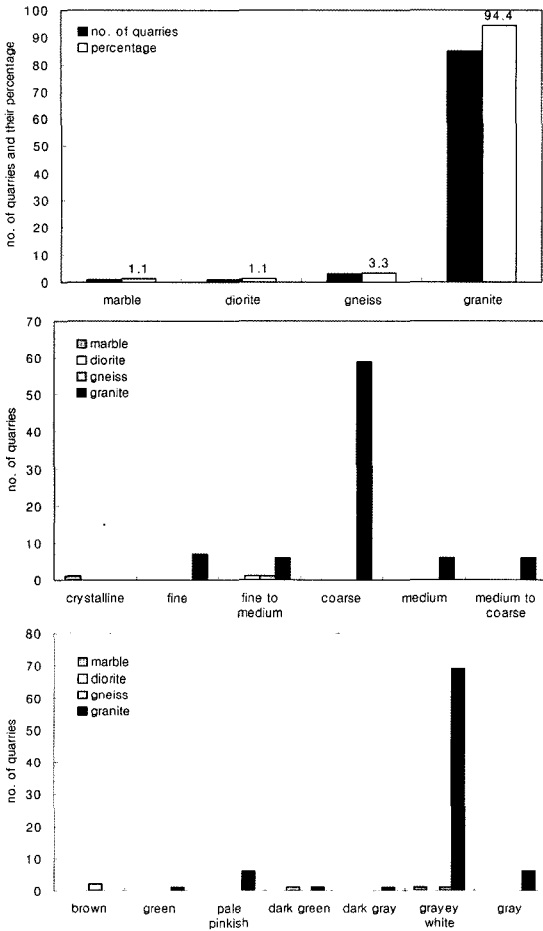 no. of quarries and their percentage
100
90
80
70
60
50
40
30
20
10
0
no. of quarries
percentage
1.1
1.1
3.3
94.4
marble
diorite
gneiss
granite
no. of quarries
70
60
50
40
30
20
10
0
marble
diorite
gneiss
granite
crystalline
fine
fine to
medium
coarse
medium
medium to
coarse
no. of quarries
80
70
60
50
40
30
20
10
0
marble
diorite
gneiss
granite
brown
green
pale
pinkish
dark green
dark gray
grayey
white
gray